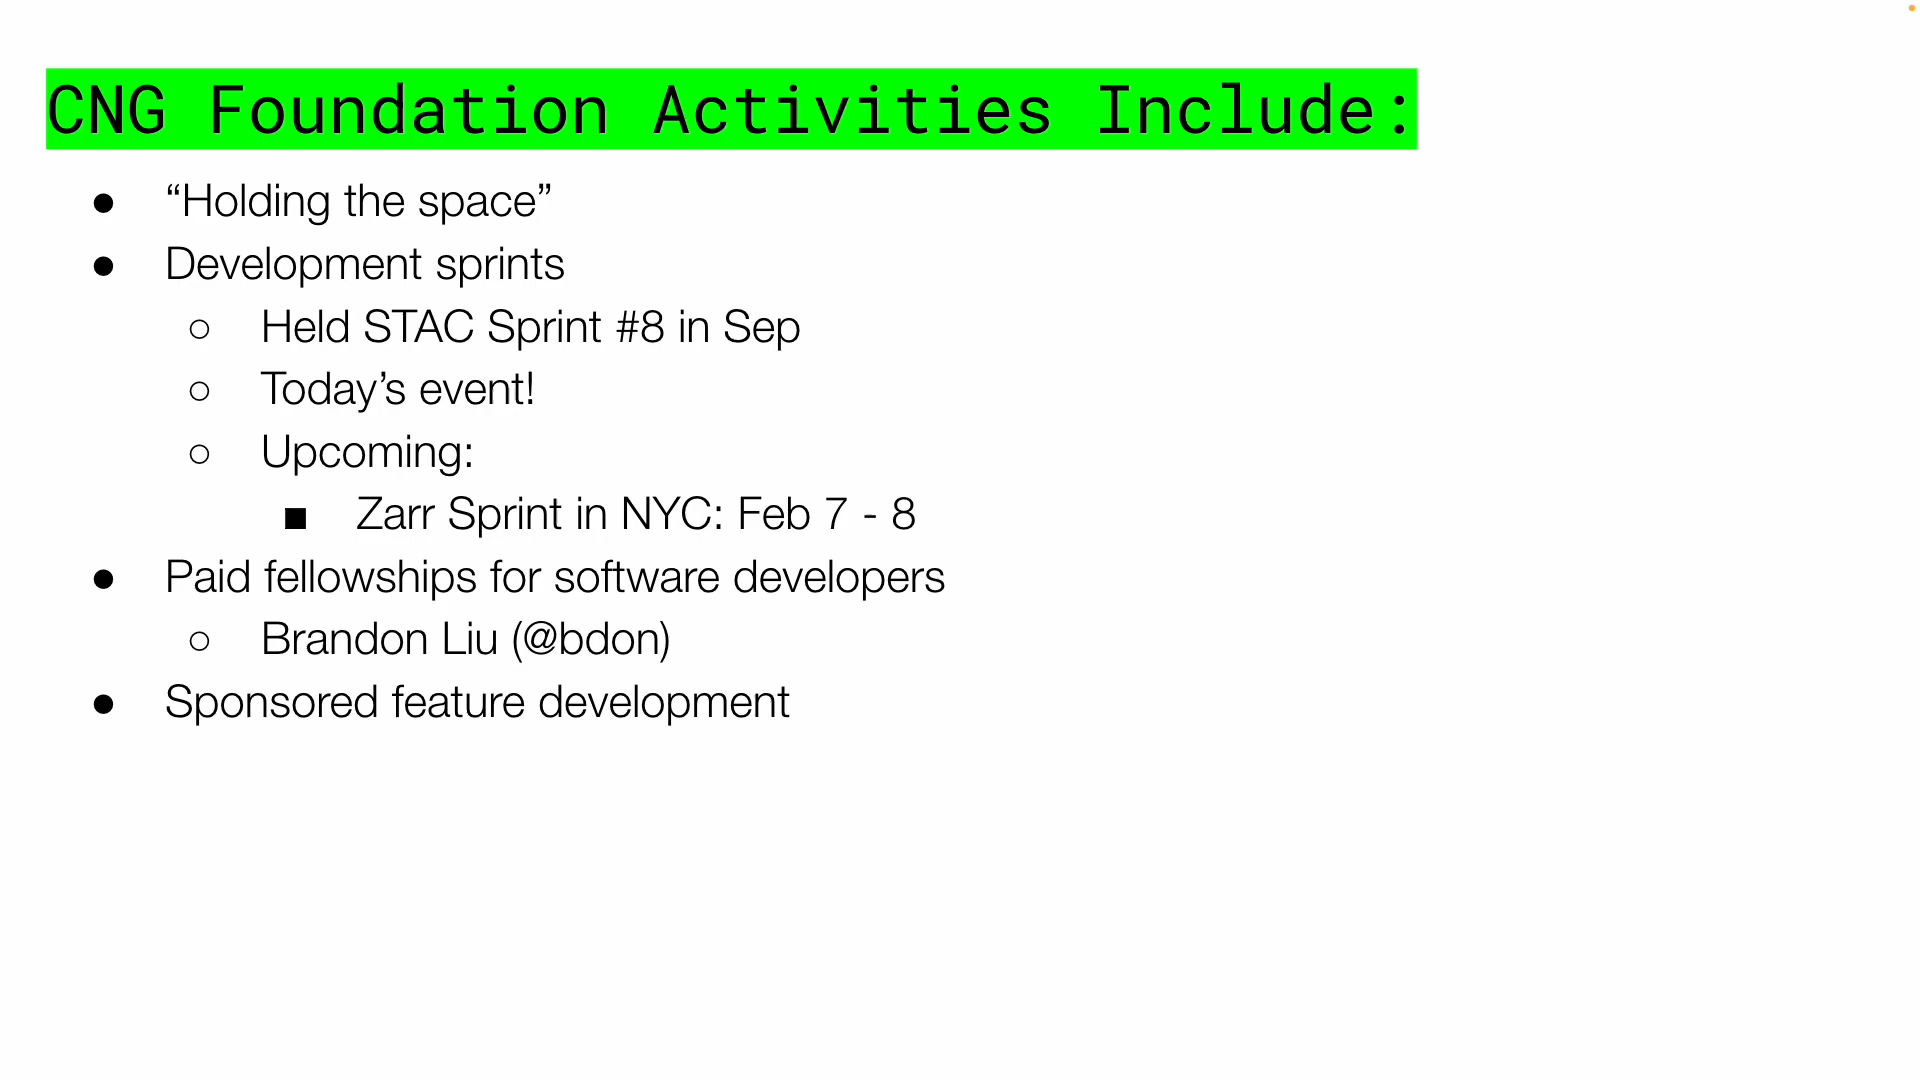 CNG Foundation Activities Include:
● “Holding the space”
● Development sprints
○ Held STAC Sprint #8 in Sep
○ Today’s event!
○ Upcoming:
■ Zarr Sprint in NYC: Feb 7 - 8
● Paid fellowships for software developers
○ Brandon Liu (@bdon)
● Sponsored feature development